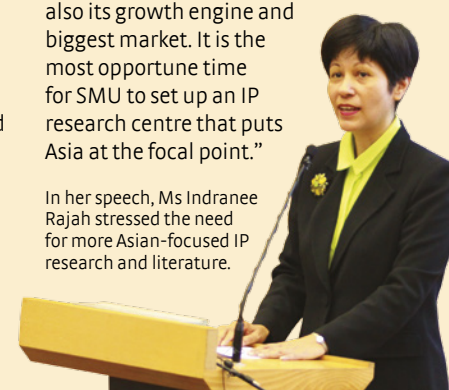 also its growth engine and
biggest market. It is the
most opportune time
for SMU to set up an IP
research centre that puts
Asia at the focal point.”
In her speech, Ms Indranee
Rajah stressed the need
for more Asian-focused IP
research and literature.